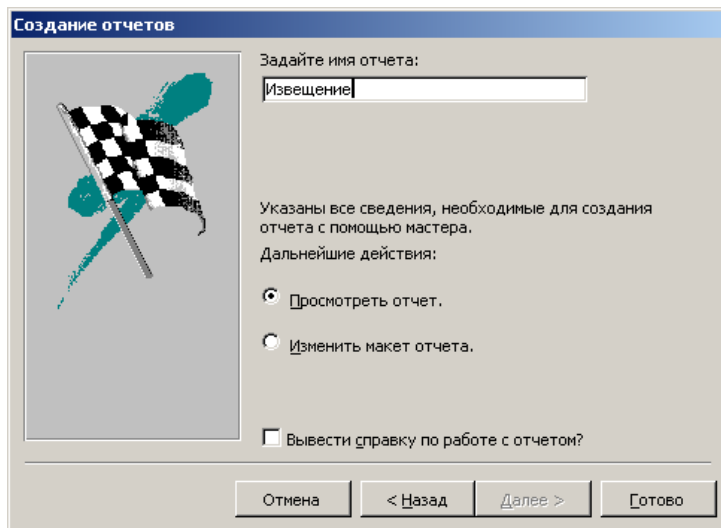 Создание отчетов
Задайте имя отчета:
Извещение
Указаны все сведения, необходимые для создания
отчета с помощью мастера.
Дальнейшие действия:
Просмотреть отчет.
Изменить макет отчета.
Вывести справку по работе с отчетом?
Отмена
< Назад
Далее >
Готово